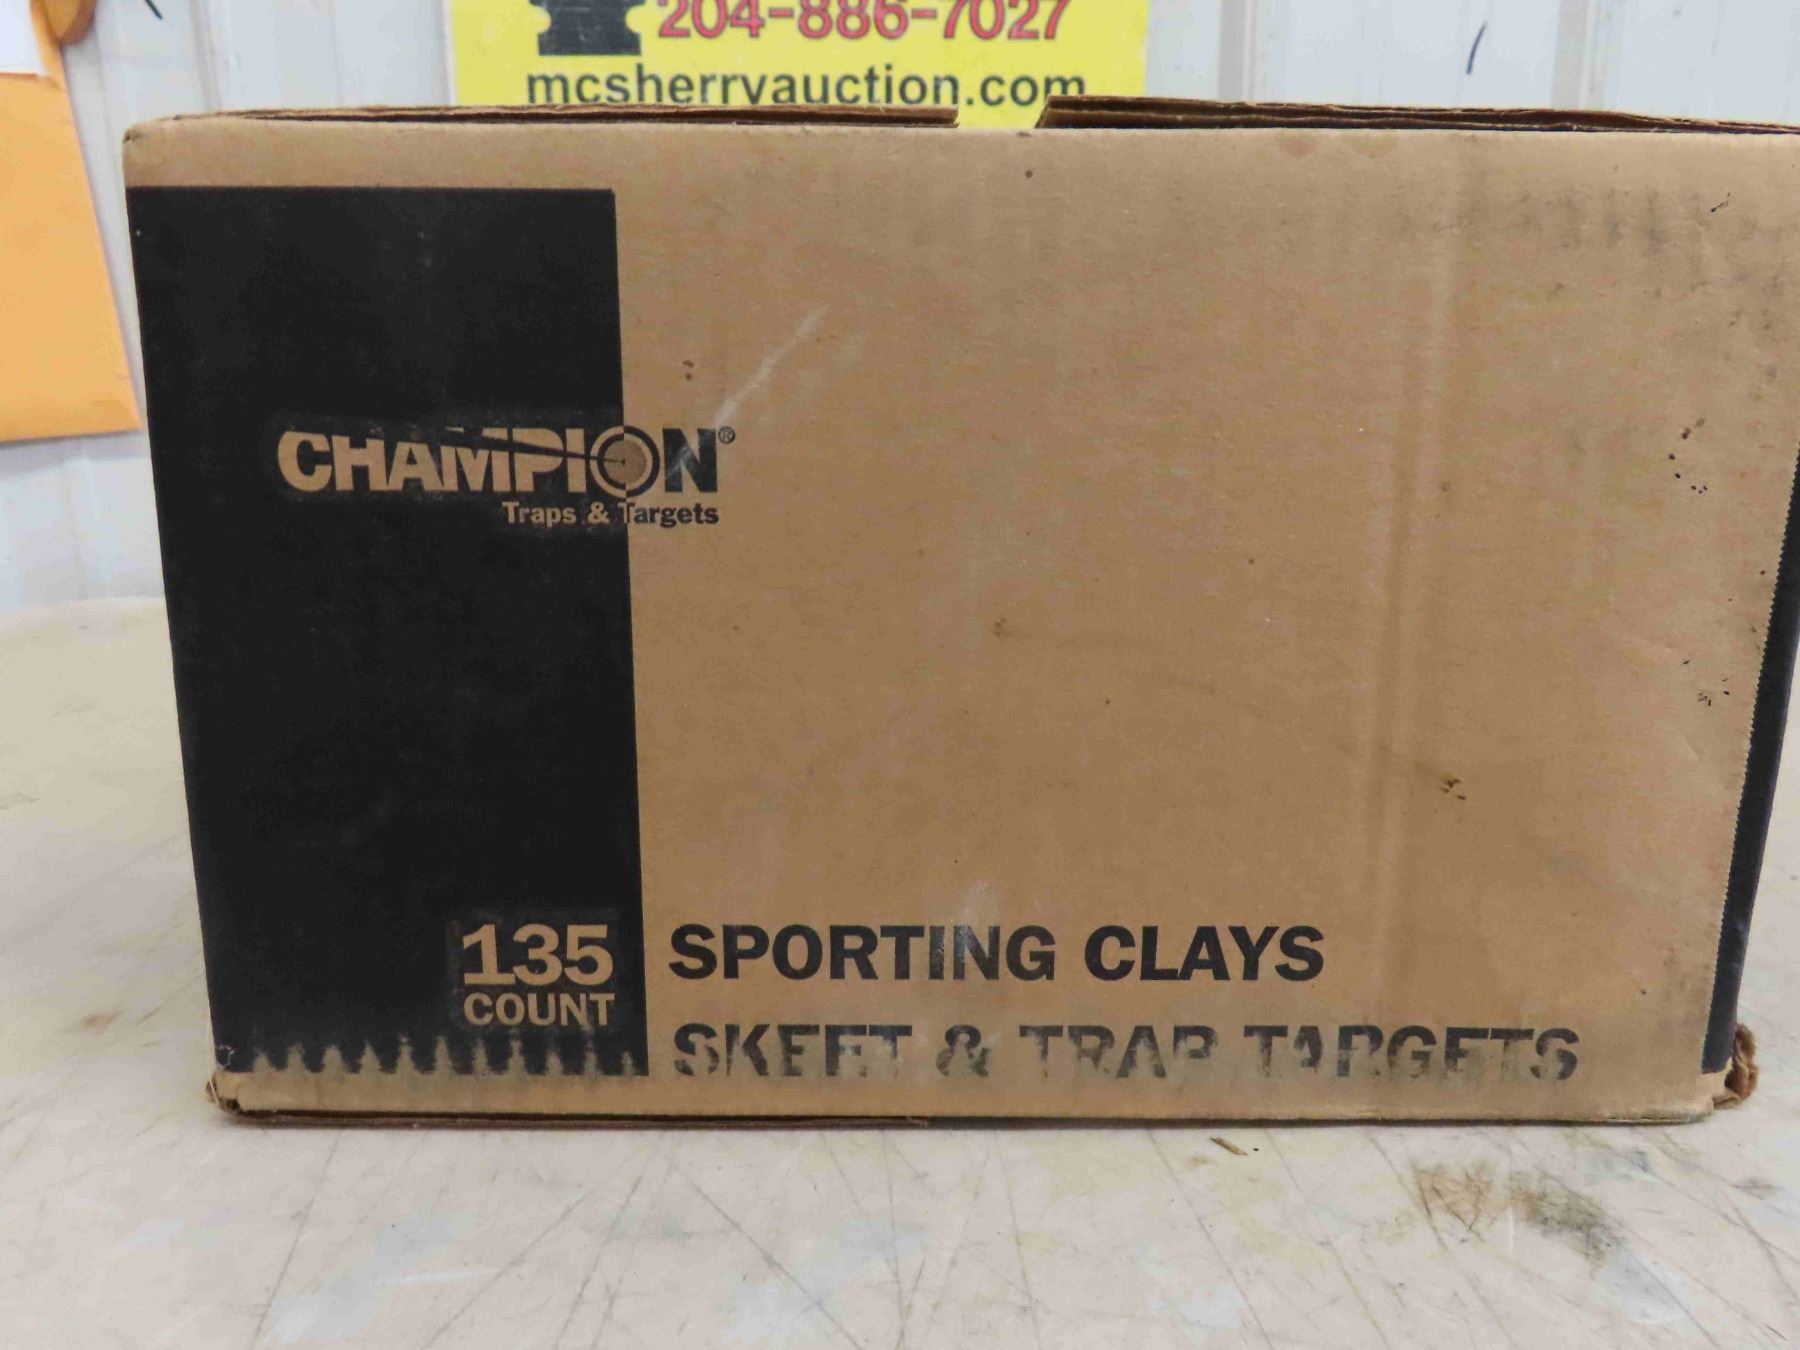 204-886-7027
mcsherryauction.com
CHAMPION®
Traps & Targets
135
COUNT
SPORTING CLAYS
SKEET & TRAP TARGETS